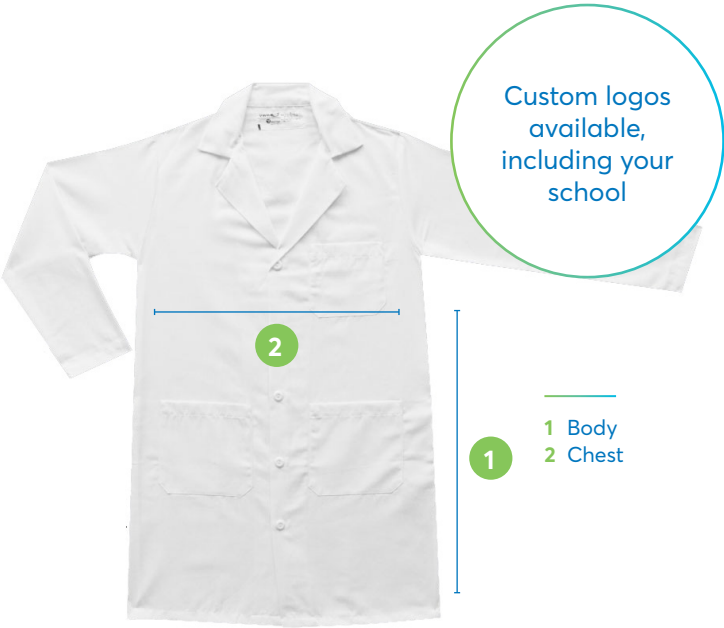 Custom logos
available,
including your
school
2
1
1 Body
2 Chest